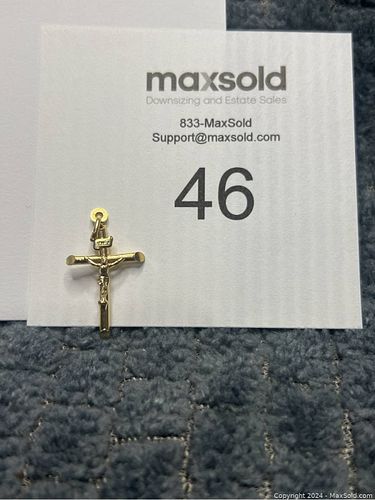 maxsold
Downsizing and Estate Sales
833-MaxSold
Support@maxsold.com
46
Copyright 2024 - MaxSold.com